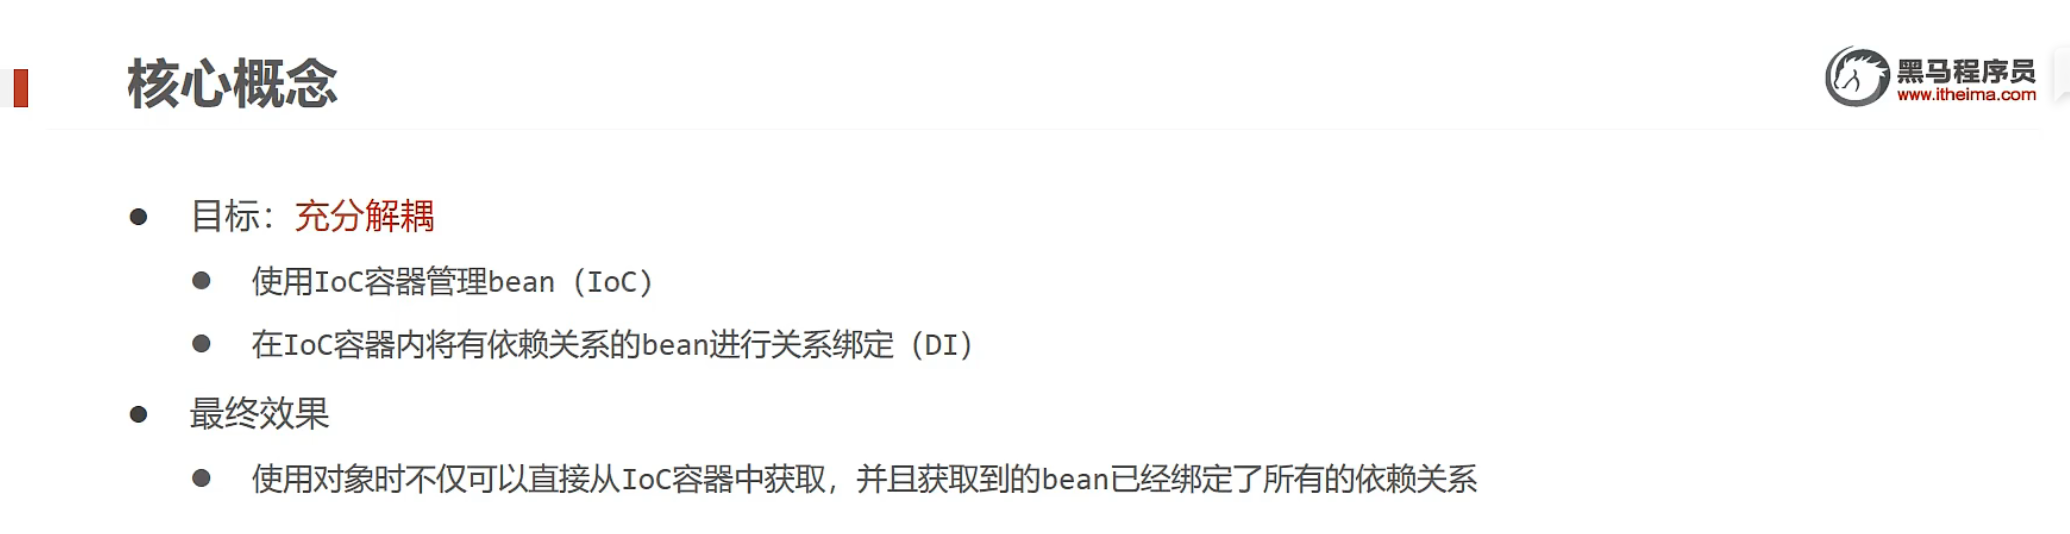 核心概念
黑马程序员
www.itheima.com
目标：充分解耦
使用IoC容器管理bean（IoC）
在IoC容器内将有依赖关系的bean进行关系绑定（DI）
最终效果
使用对象时不仅可以直接从IoC容器中获取，并且获取到的bean已经绑定了所有的依赖关系